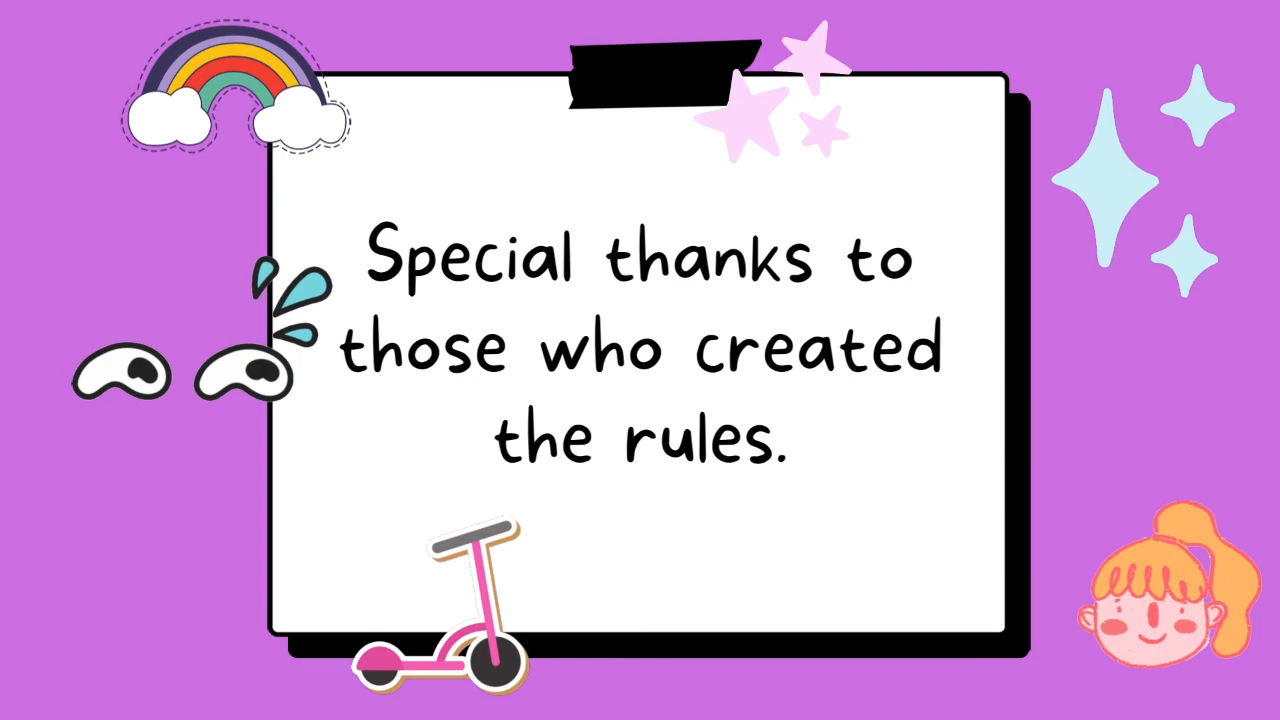 Special thanks to
those who created
the rules.